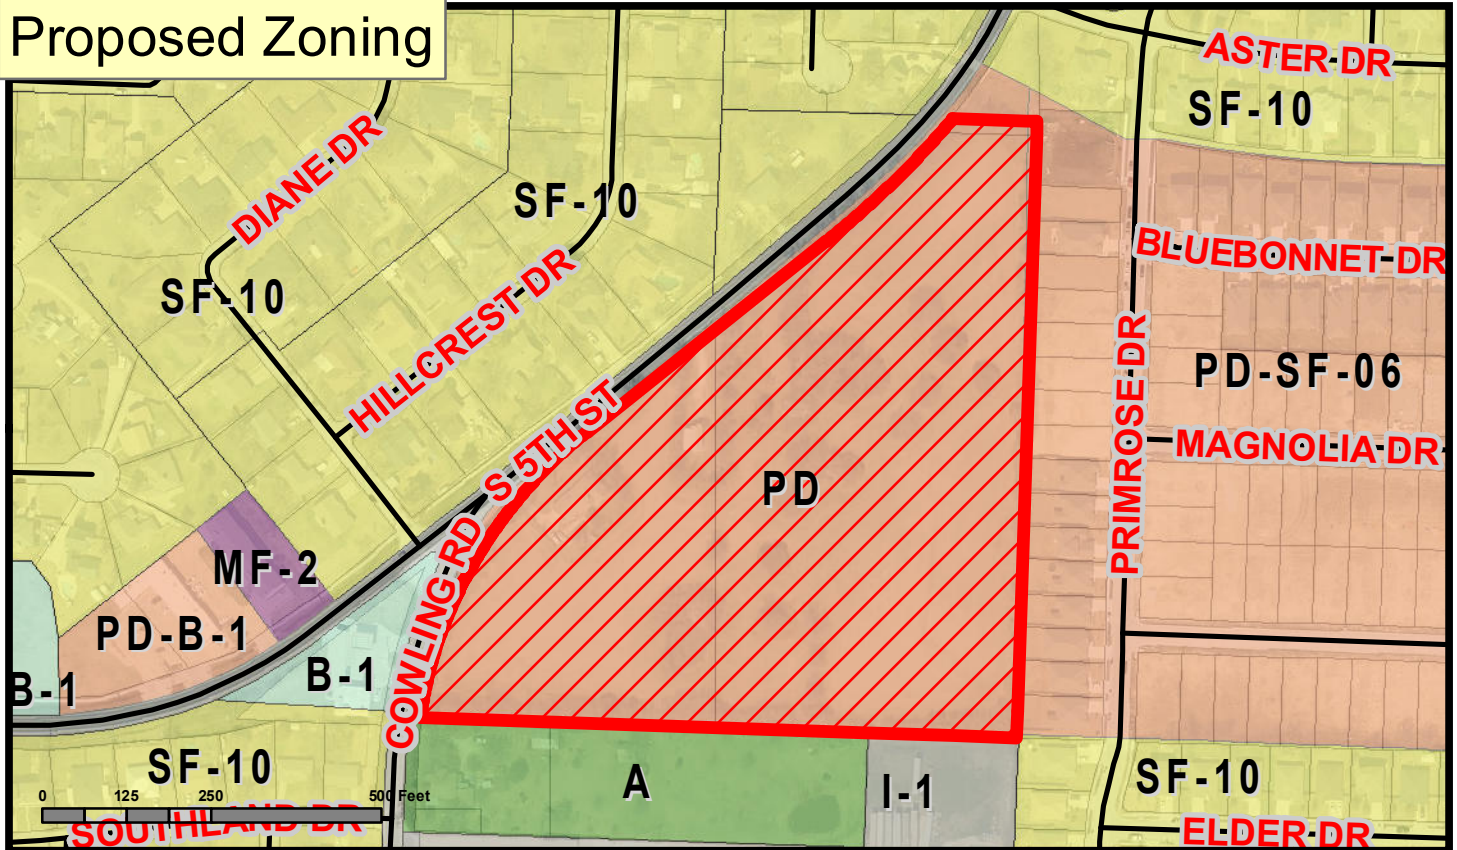 Proposed Zoning
ASTER DR
SF-10
DIANE DR
SF-10
BLUEBONNET DR
HILLCREST DR
SF-10
PRIMROSE DR
PD-SF-06
S 5TH ST
MAGNOLIA DR
PD
COWLING RD
MF-2
PD-B-1
B-1
B-1
SF-10
A
I-1
SF-10
0 125 250 500 Feet
SOUTHLAND DR
ELDER DR